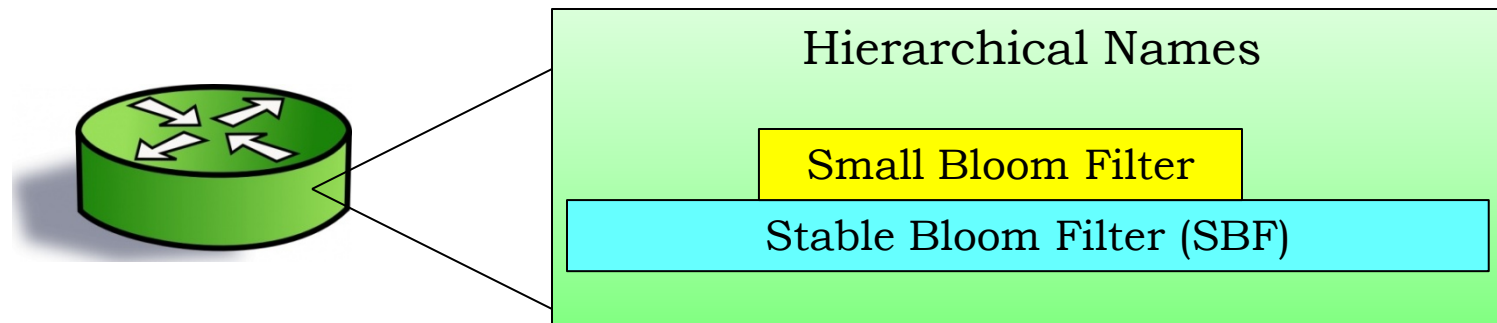 Hierarchical Names
Small Bloom Filter
Stable Bloom Filter (SBF)